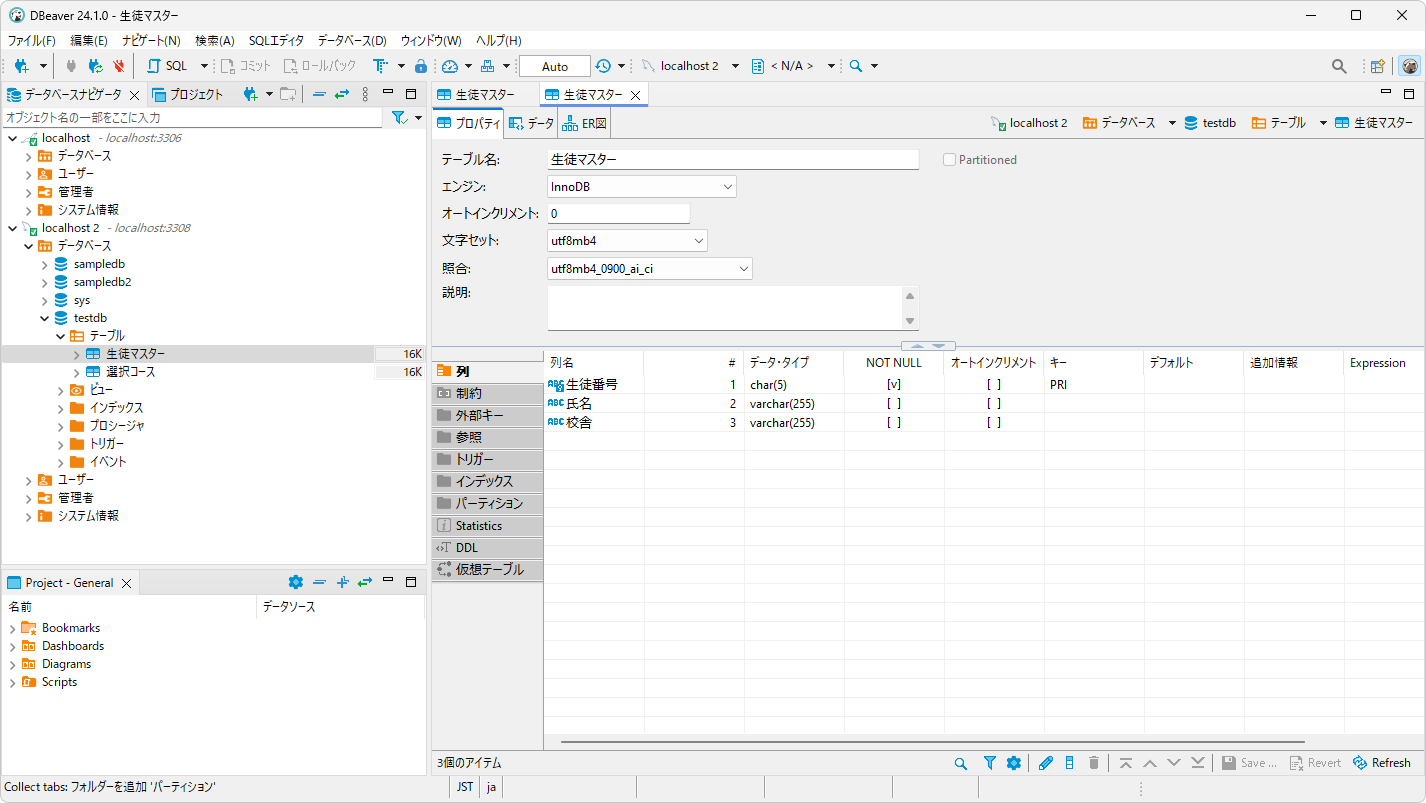 DBeaver 24.1.0 - 生徒マスター
ファイル(F) 編集(E) ナビゲート(N) 検索(A) SQLエディタ データベース(D) ウィンドウ(W) ヘルプ(H)
SQL コミット ロールバック Auto localhost 2 < N/A >
データベースナビゲータ プロジェクト
オブジェクト名の一部をここに入力
localhost - localhost:3306
データベース
ユーザー
管理者
システム情報
localhost 2 - localhost:3308
データベース
sampledb
sampledb2
sys
testdb
テーブル
生徒マスター 16K
選択コース 16K
ビュー
インデックス
プロシージャ
トリガー
イベント
ユーザー
管理者
システム情報
Project - General
名前 データソース
Bookmarks
Dashboards
Diagrams
Scripts
生徒マスター 生徒マスター
プロパティ データ ER図 localhost 2 データベース testdb テーブル 生徒マスター
テーブル名: 生徒マスター Partitioned
エンジン: InnoDB
オートインクリメント: 0
文字セット: utf8mb4
照合: utf8mb4_0900_ai_ci
説明:
列
制約
外部キー
参照
トリガー
インデックス
パーティション
Statistics
DDL
仮想テーブル
列名 # データ・タイプ NOT NULL オートインクリメント キー デフォルト 追加情報 Expression
生徒番号 1 char(5) [v] [ ] PRI
氏名 2 varchar(255) [ ] [ ]
校舎 3 varchar(255) [ ] [ ]
3個のアイテム Save ... Revert Refresh
Collect tabs: フォルダーを追加 'パーティション' JST ja